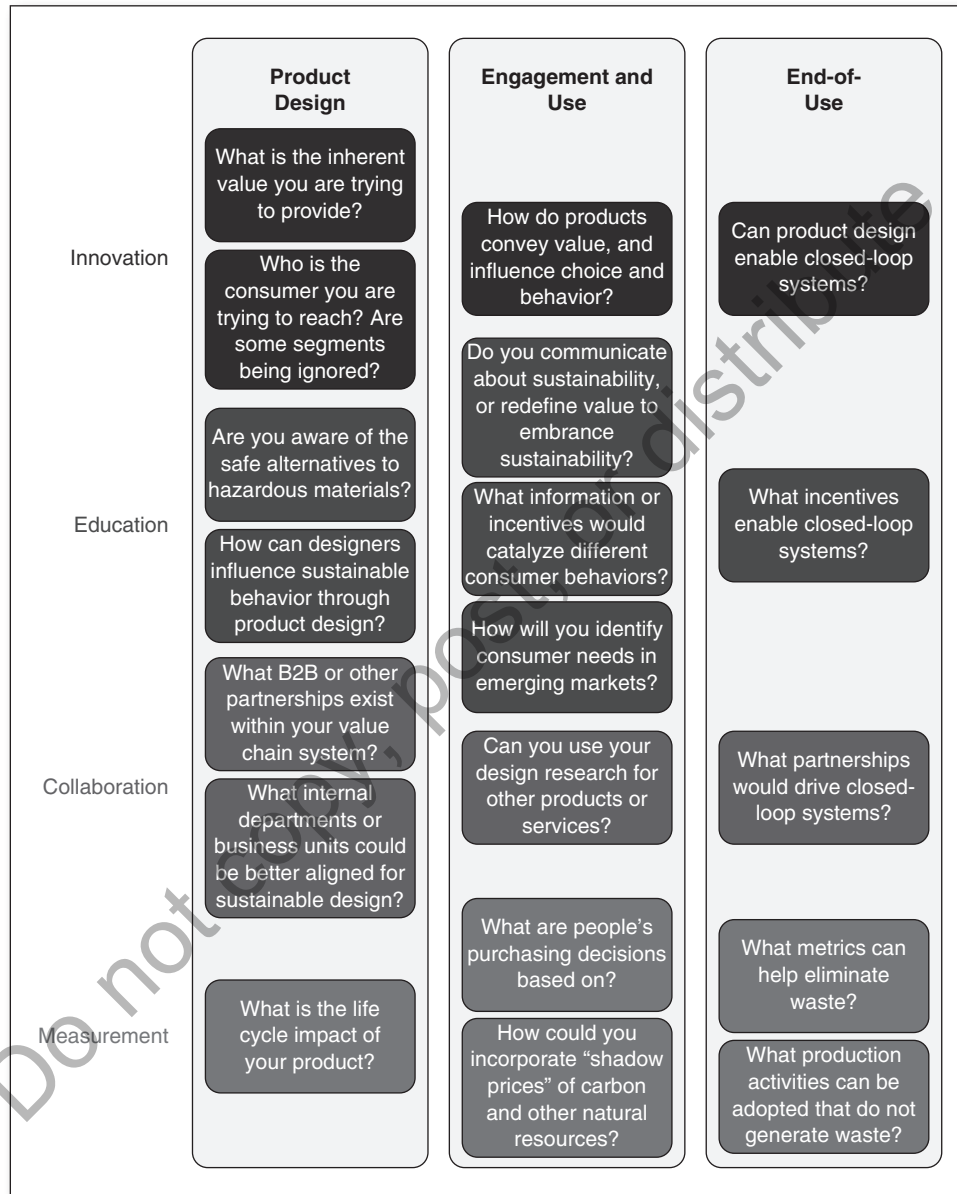 Product
Design
Engagement and
Use
End-of-
Use
Innovation
What is the inherent
value you are trying
to provide?
Who is the
consumer you are
trying to reach? Are
some segments
being ignored?
How do products
convey value, and
influence choice and
behavior?
Can product design
enable closed-loop
systems?
Education
Are you aware of the
safe alternatives to
hazardous materials?
How can designers
influence sustainable
behavior through
product design?
Do you communicate
about sustainability,
or redefine value to
embrance
sustainability?
What information or
incentives would
catalyze different
consumer behaviors?
How will you identify
consumer needs in
emerging markets?
What incentives
enable closed-loop
systems?
Collaboration
What B2B or other
partnerships exist
within your value
chain system?
What internal
departments or
business units could
be better aligned for
sustainable design?
Can you use your
design research for
other products or
services?
What partnerships
would drive closed-
loop systems?
Measurement
What is the life
cycle impact of
your product?
What are people’s
purchasing decisions
based on?
How could you
incorporate “shadow
prices” of carbon
and other natural
resources?
What metrics can
help eliminate
waste?
What production
activities can be
adopted that do not
generate waste?
Do not copy, post, or distribute